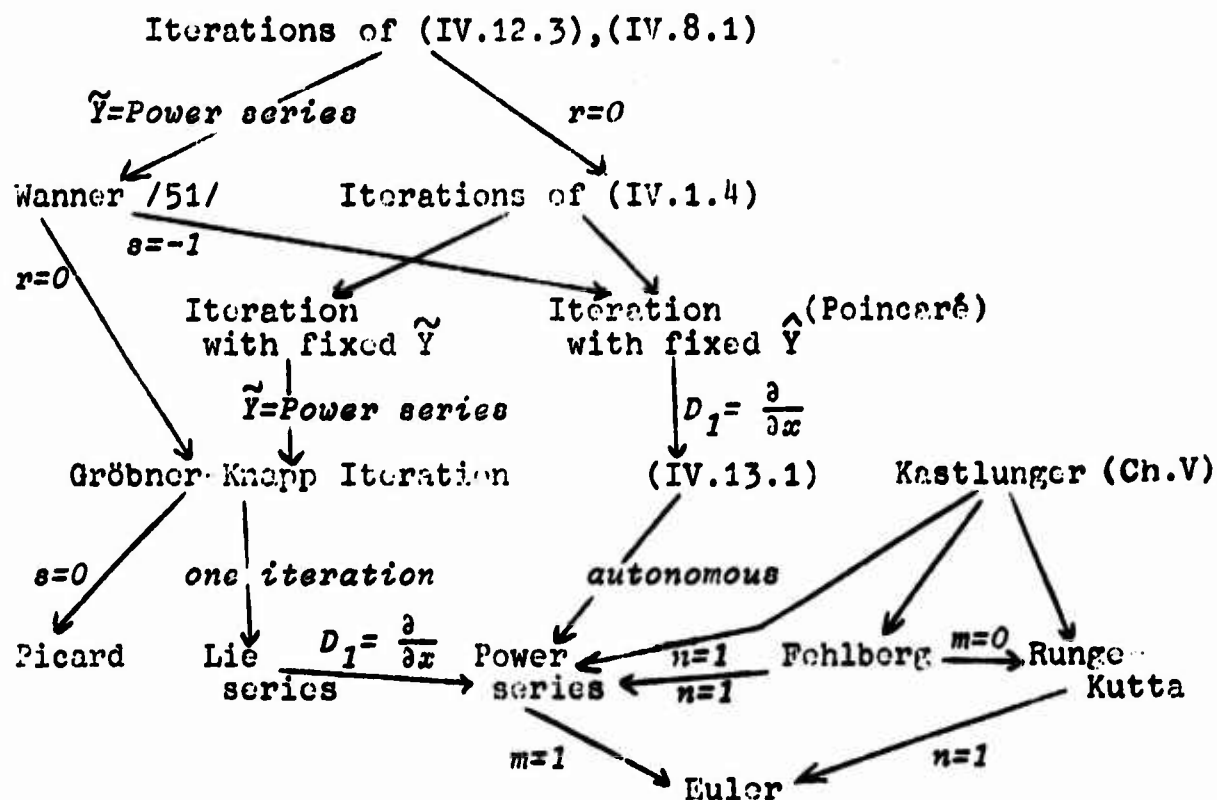 Iterations of (IV.12.3),(IV.8.1)
Ỹ=Power series
r=0
Wanner /51/
Iterations of (IV.1.4)
s=-1
r=0
Iteration
with fixed Ỹ
Iteration (Poincaré)
with fixed Ŷ
Ỹ=Power series
D₁= ∂/∂x
Gröbner-Knapp Iteration
(IV.13.1)
Kastlunger (Ch.V)
s=0
one iteration
autonomous
Picard
Lie
series
D₁= ∂/∂x
Power
series
n=1
n=1
Fehlberg
m=0
Runge
Kutta
m=1
n=1
Euler